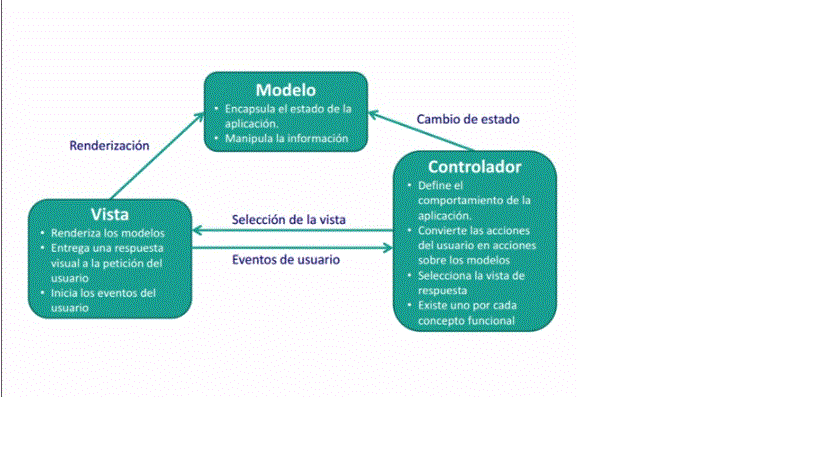 Modelo
• Encapsula el estado de la
aplicación.
• Manipula la información
Renderización
Cambio de estado
Vista
• Renderiza los modelos
• Entrega una respuesta
visual a la petición del
usuario
• Inicia los eventos del
usuario
Selección de la vista
Eventos de usuario
Controlador
• Define el
comportamiento de la
aplicación.
• Convierte las acciones
del usuario en acciones
sobre los modelos
• Selecciona la vista de
respuesta
• Existe uno por cada
concepto funcional